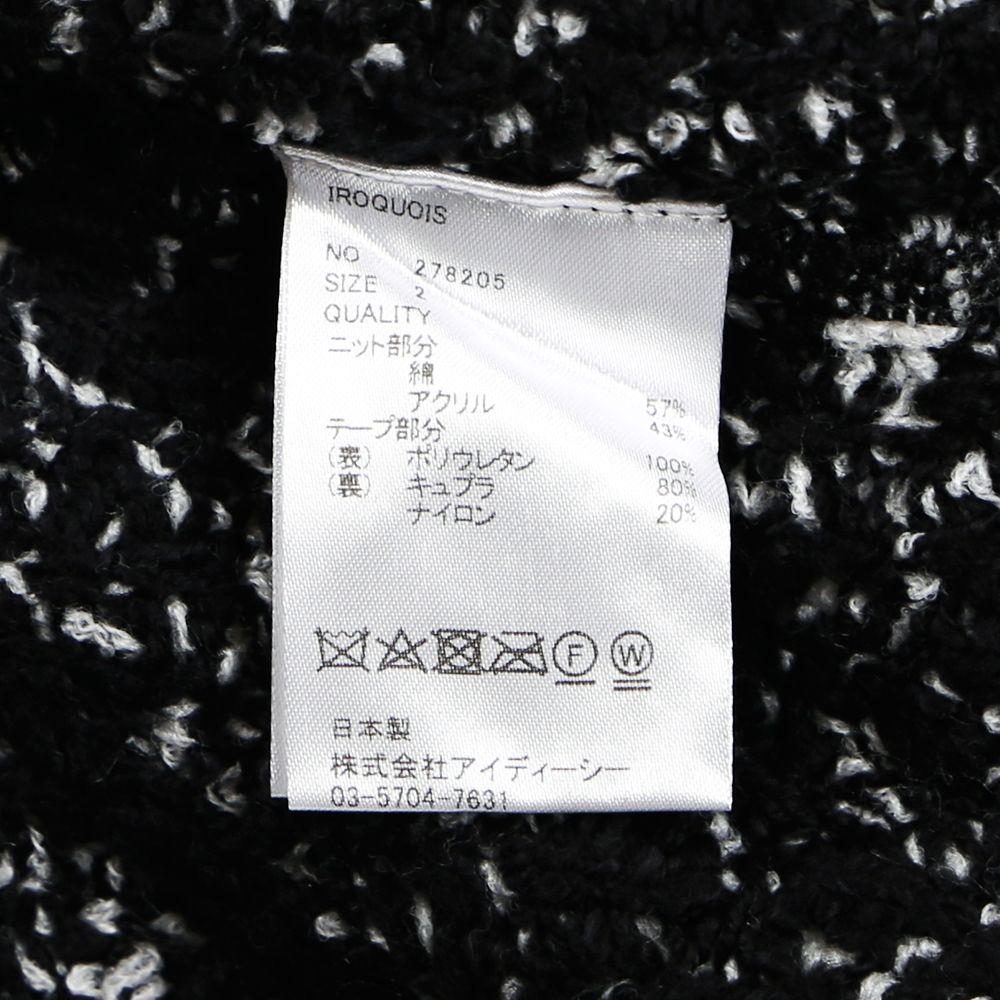 IROQUOIS
NO 278205
SIZE 2
QUALITY
ニット部分
綿 57%
アクリル 43%
テープ部分
(表) ポリウレタン 100%
(裏) キュプラ 80%
ナイロン 20%
F W
日本製
株式会社アイディーシー
03-5704-7631